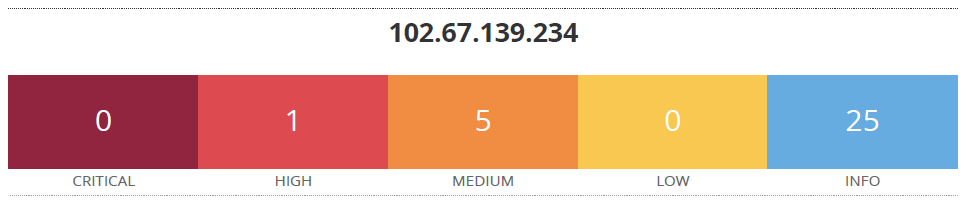 102.67.139.234
0 1 5 0 25
CRITICAL HIGH MEDIUM LOW INFO